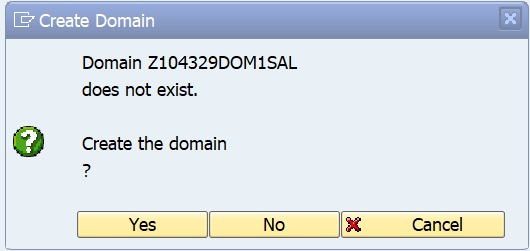 Create Domain
Domain Z104329DOM1SAL
does not exist.
Create the domain
?
Yes No Cancel